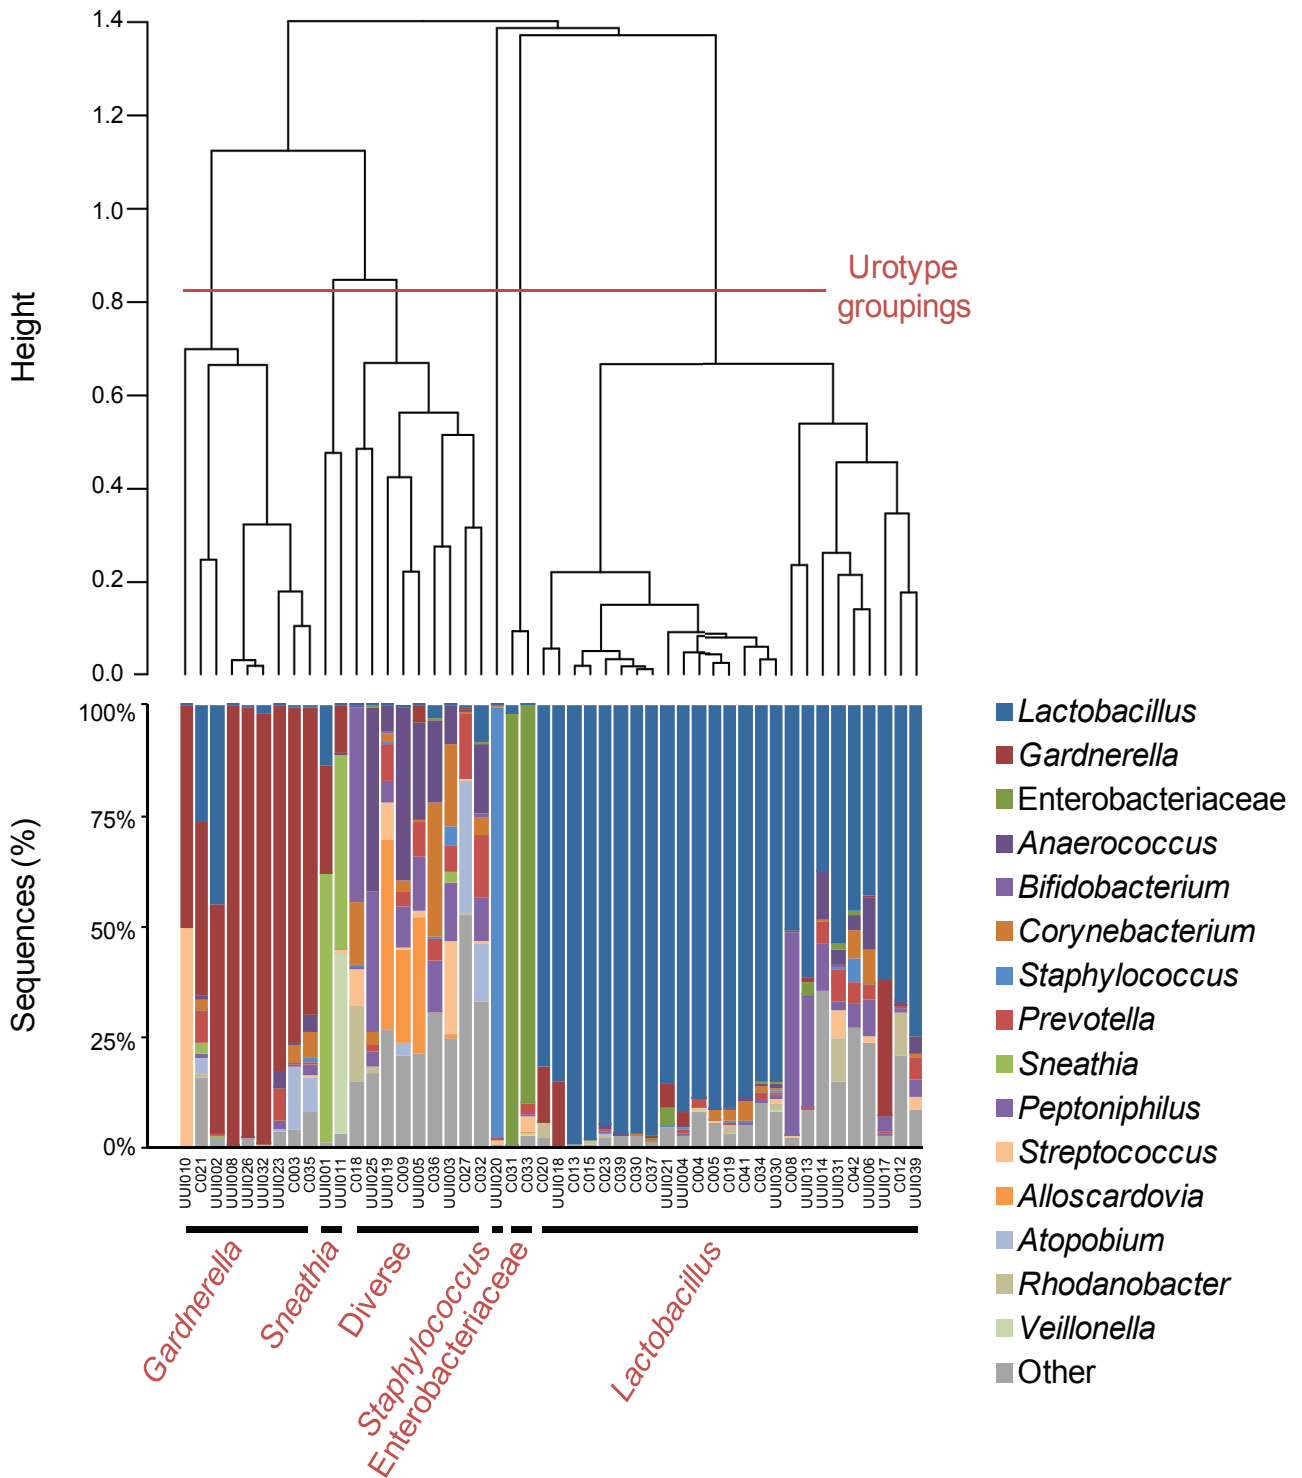 1.4
1.2
1.0
0.8
0.6
0.4
0.2
0.0
Height
Urotype
groupings
100%
75%
50%
25%
0%
Sequences (%)
Lactobacillus
Gardnerella
Enterobacteriaceae
Anaerococcus
Bifidobacterium
Corynebacterium
Staphylococcus
Prevotella
Sneathia
Peptoniphilus
Streptococcus
Alloscardovia
Atopobium
Rhodanobacter
Veillonella
Other
UUI010
C021
UUI002
UUI008
UUI026
UUI032
UUI023
C003
C035
UUI001
UUI011
C018
UUI025
UUI019
C009
UUI005
C036
UUI003
C027
C032
UUI020
C031
C033
C020
UUI018
C013
C015
C023
C039
C030
C037
UUI021
UUI004
C004
C005
C019
C041
C034
UUI030
C008
UUI013
UUI014
UUI031
C042
UUI006
UUI017
C012
UUI039
Gardnerella
Sneathia
Diverse
Staphylococcus
Enterobacteriaceae
Lactobacillus